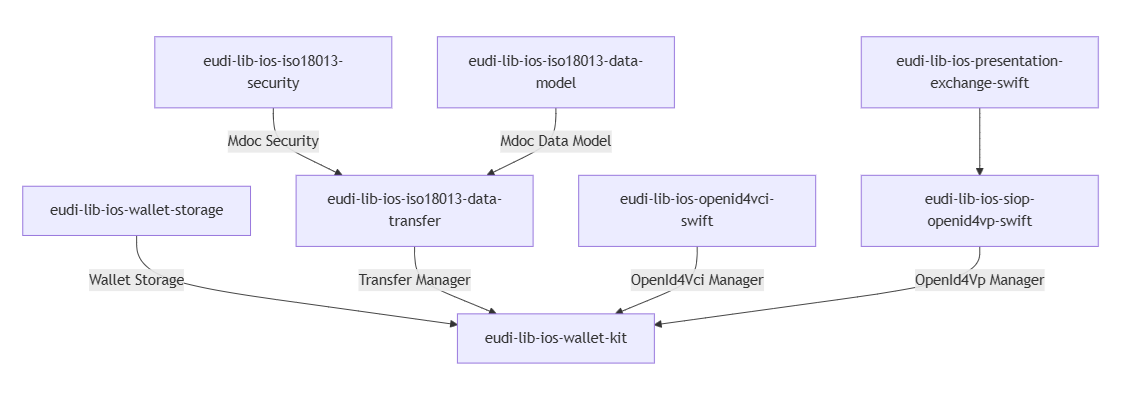 eudi-lib-ios-iso18013-
security
eudi-lib-ios-iso18013-data-
model
eudi-lib-ios-presentation-
exchange-swift
Mdoc Security
Mdoc Data Model
eudi-lib-ios-wallet-storage
eudi-lib-ios-iso18013-data-
transfer
eudi-lib-ios-openid4vci-
swift
eudi-lib-ios-siop-
openid4vp-swift
Wallet Storage
Transfer Manager
OpenId4Vci Manager
OpenId4Vp Manager
eudi-lib-ios-wallet-kit